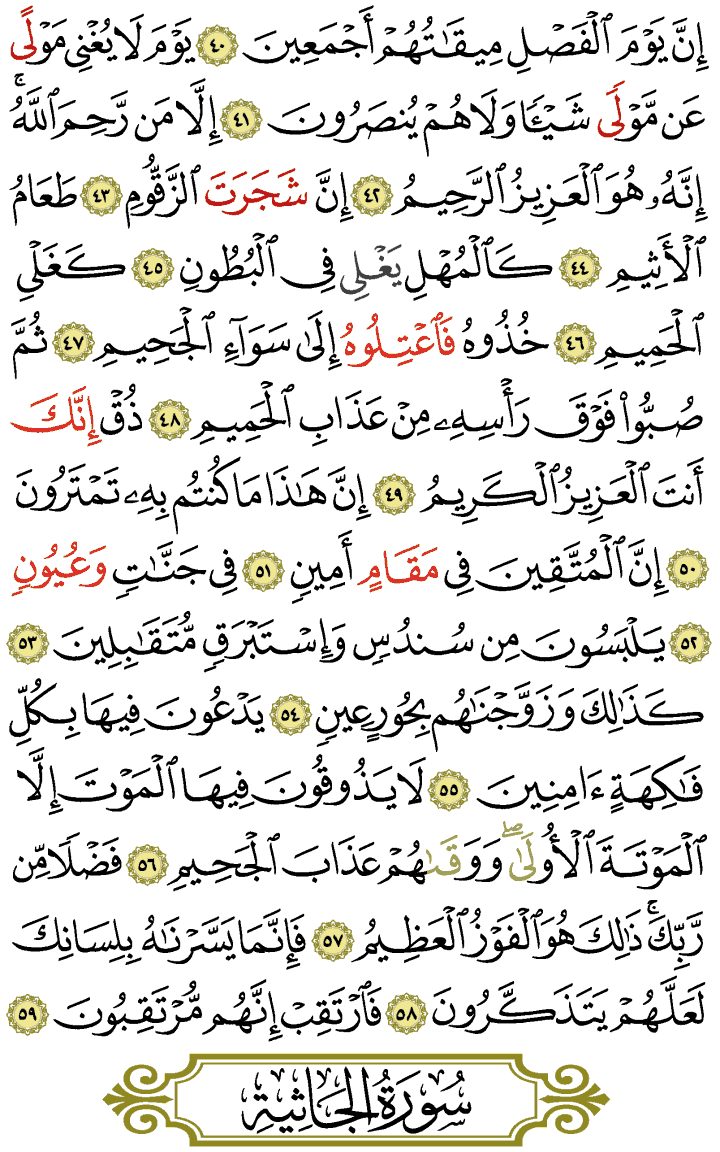 إِنَّ يَوْمَ ٱلْفَصْلِ مِيقَـٰتُهُمْ أَجْمَعِينَ ٤٠ يَوْمَ لَا يُغْنِى مَوْلًى
عَن مَّوْلًى شَيْـًٔا وَلَا هُمْ يُنصَرُونَ ٤١ إِلَّا مَن رَّحِمَ ٱللَّهُ ۚ
إِنَّهُۥ هُوَ ٱلْعَزِيزُ ٱلرَّحِيمُ ٤٢ إِنَّ شَجَرَتَ ٱلزَّقُّومِ ٤٣ طَعَامُ
ٱلْأَثِيمِ ٤٤ كَٱلْمُهْلِ يَغْلِى فِى ٱلْبُطُونِ ٤٥ كَغَلْىِ
ٱلْحَمِيمِ ٤٦ خُذُوهُ فَٱعْتِلُوهُ إِلَىٰ سَوَآءِ ٱلْجَحِيمِ ٤٧ ثُمَّ
صُبُّوا۟ فَوْقَ رَأْسِهِۦ مِنْ عَذَابِ ٱلْحَمِيمِ ٤٨ ذُقْ إِنَّكَ
أَنتَ ٱلْعَزِيزُ ٱلْكَرِيمُ ٤٩ إِنَّ هَـٰذَا مَا كُنتُم بِهِۦ تَمْتَرُونَ
٥٠ إِنَّ ٱلْمُتَّقِينَ فِى مَقَامٍ أَمِينٍ ٥١ فِى جَنَّـٰتٍ وَعُيُونٍ
٥٢ يَلْبَسُونَ مِن سُندُسٍ وَإِسْتَبْرَقٍ مُّتَقَـٰبِلِينَ ٥٣
كَذَٰلِكَ وَزَوَّجْنَـٰهُم بِحُورٍ عِينٍ ٥٤ يَدْعُونَ فِيهَا بِكُلِّ
فَـٰكِهَةٍ ءَامِنِينَ ٥٥ لَا يَذُوقُونَ فِيهَا ٱلْمَوْتَ إِلَّا
ٱلْمَوْتَةَ ٱلْأُولَىٰ ۖ وَوَقَىٰهُمْ عَذَابَ ٱلْجَحِيمِ ٥٦ فَضْلًا مِّن
رَّبِّكَ ۚ ذَٰلِكَ هُوَ ٱلْفَوْزُ ٱلْعَظِيمُ ٥٧ فَإِنَّمَا يَسَّرْنَـٰهُ بِلِسَانِكَ
لَعَلَّهُمْ يَتَذَكَّرُونَ ٥٨ فَٱرْتَقِبْ إِنَّهُم مُّرْتَقِبُونَ ٥٩
سُورَةُ الجَاثِيَةِ